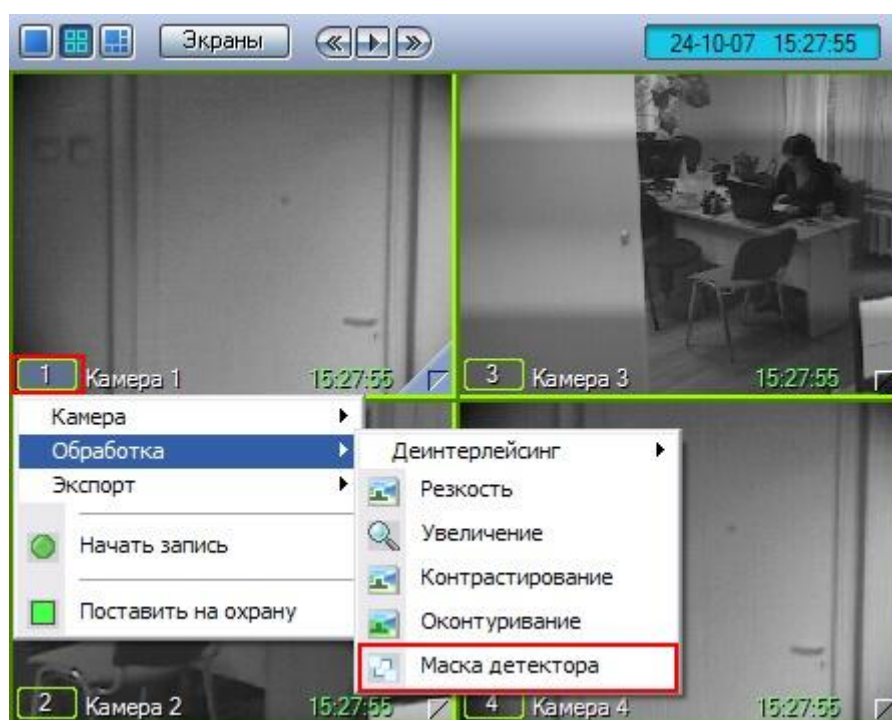 Экраны
24-10-07 15:27:55
1 Камера 1 15:27:55
3 Камера 3 15:27:55
Камера
Обработка
Экспорт
Начать запись
Поставить на охрану
Деинтерлейсинг
Резкость
Увеличение
Контрастирование
Оконтуривание
Маска детектора
2 Камера 2 15:27:55
4 Камера 4 15:27:55